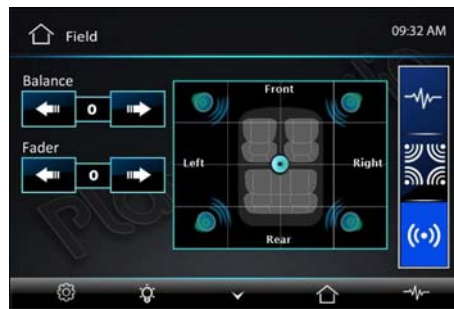 Field
09:32 AM
Balance
0
Fader
0
Front
Left
Right
Rear